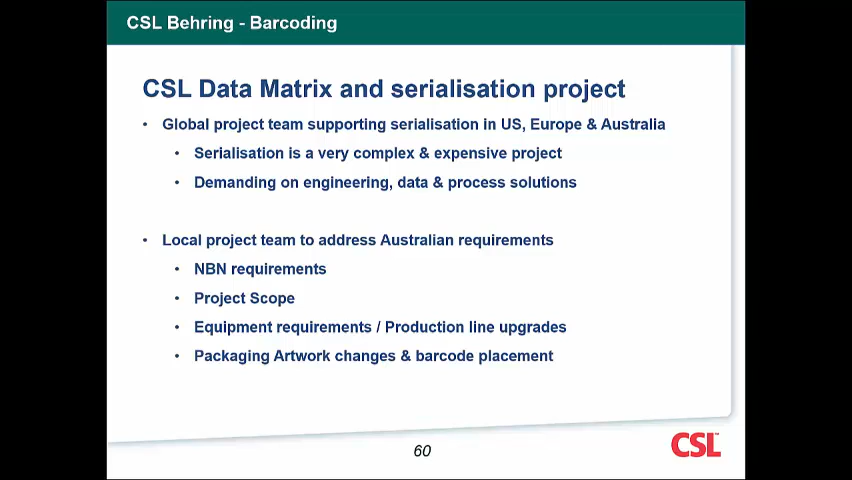 CSL Behring - Barcoding
CSL Data Matrix and serialisation project
• Global project team supporting serialisation in US, Europe & Australia
• Serialisation is a very complex & expensive project
• Demanding on engineering, data & process solutions
• Local project team to address Australian requirements
• NBN requirements
• Project Scope
• Equipment requirements / Production line upgrades
• Packaging Artwork changes & barcode placement
60
CSL™